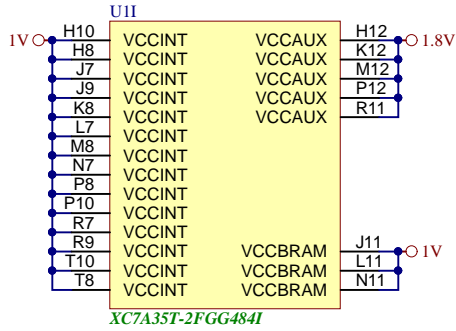 U1I
1V H10 VCCINT VCCAUX H12 1.8V
H8 VCCINT VCCAUX K12
J7 VCCINT VCCAUX M12
J9 VCCINT VCCAUX P12
K8 VCCINT VCCAUX R11
L7 VCCINT
M8 VCCINT
N7 VCCINT
P8 VCCINT
P10 VCCINT
R7 VCCINT
R9 VCCINT VCCBRAM J11 1V
T10 VCCINT VCCBRAM L11
T8 VCCINT VCCBRAM N11
XC7A35T-2FGG484I